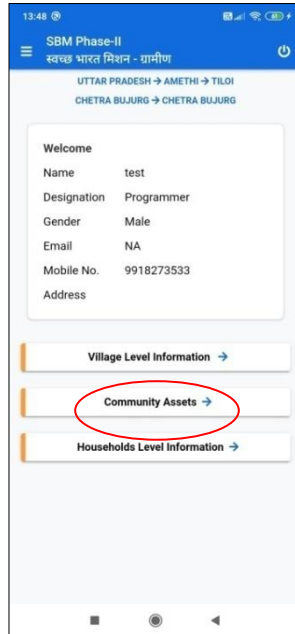 13:48
SBM Phase-II
स्वच्छ भारत मिशन - ग्रामीण
UTTAR PRADESH → AMETHI → TILOI
CHETRA BUJURG → CHETRA BUJURG
Welcome
Name test
Designation Programmer
Gender Male
Email NA
Mobile No. 9918273533
Address
Village Level Information →
Community Assets →
Households Level Information →